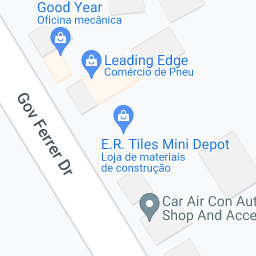 Good Year
Oficina mecânica
Leading Edge
Comércio de Pneu
Gov Ferrer Dr
E.R. Tiles Mini Depot
Loja de materiais
de construção
Car Air Con Aut
Shop And Acce